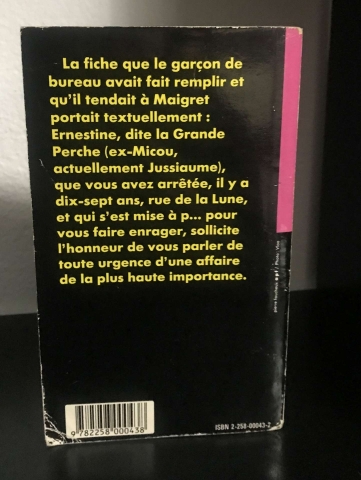 La fiche que le garçon de
bureau avait fait remplir et
qu'il tendait à Maigret
portait textuellement :
Ernestine, dite la Grande
Perche (ex-Micou,
actuellement Jussiaume),
que vous avez arrêtée, il y a
dix-sept ans, rue de la Lune,
et qui s'est mise à p... pour
vous faire enrager, sollicite
l'honneur de vous parler de
toute urgence d'une affaire
de la plus haute importance.
ISBN 2-258-00043-2
9 782258 000438